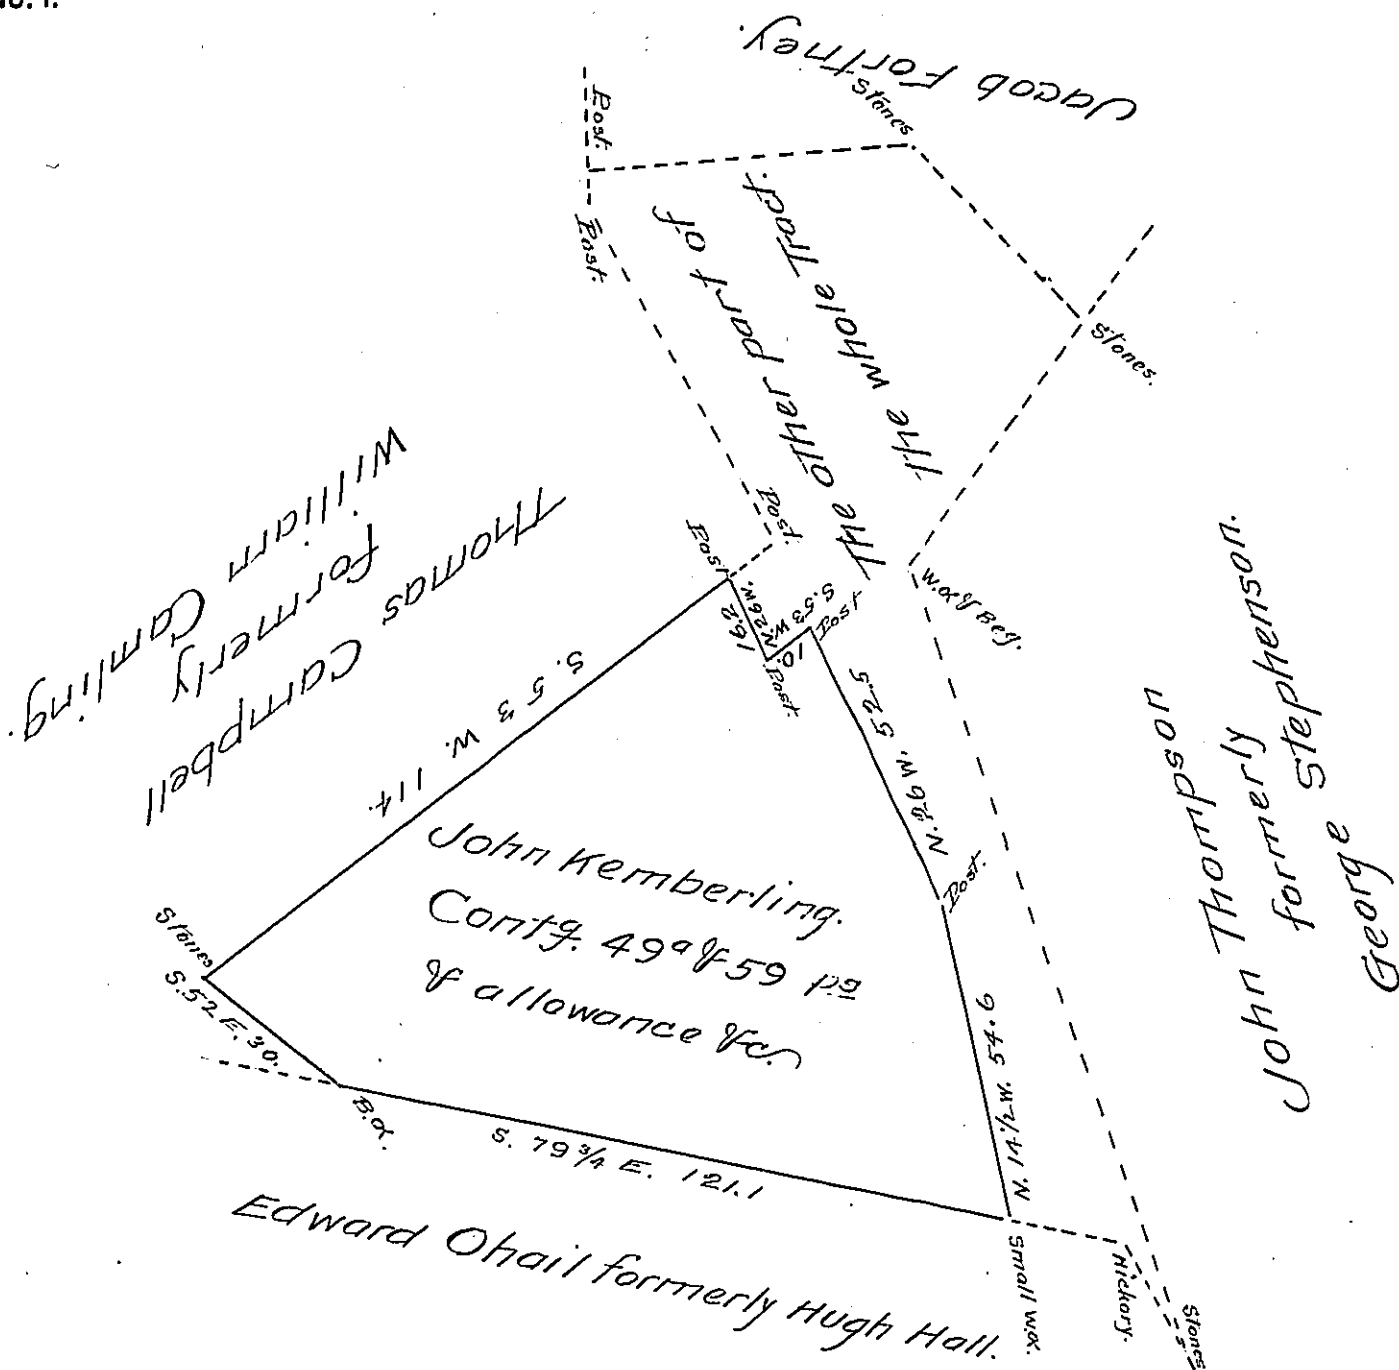 No. 1.
Jacob Fortney.
Stones
Post.
Post.
The other part of
The whole Tract.
Stones.
Thomas Campbell
formerly
William Camling.
Post
Post.
16.2
N. 26 W.
S. 53 W.
10.
Post
Post.
W.O. & Beg.
John Thompson
formerly
George Stephenson.
S. 53 W. 114.
N. 26 W. 52.5
Post.
John Kemberling.
Contg. 49 a & 59 ps
& allowance &c.
Stones
S. 52 E. 30.
B.O.
S. 79 3/4 E. 121.1
N. 14 1/2 W. 54.6
Edward Ohail formerly Hugh Hall.
Small W.O.
Hickory.
Stones